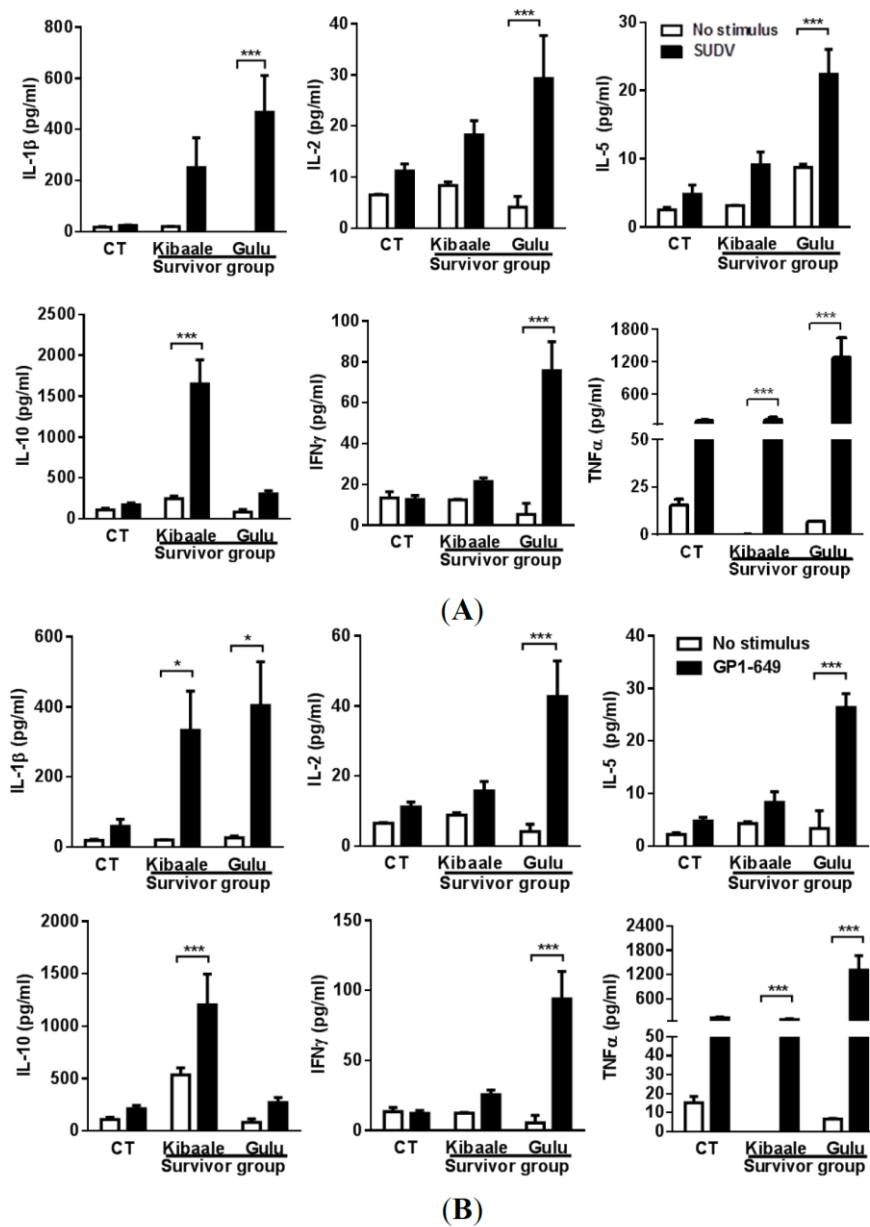 IL-1β (pg/ml)
800
600
400
200
0
***
CT
Kibaale
Gulu
Survivor group
IL-2 (pg/ml)
40
30
20
10
0
***
CT
Kibaale
Gulu
Survivor group
IL-5 (pg/ml)
30
20
10
0
No stimulus
SUDV
***
CT
Kibaale
Gulu
Survivor group
IL-10 (pg/ml)
2500
2000
1500
1000
500
0
***
CT
Kibaale
Gulu
Survivor group
IFNγ (pg/ml)
100
80
60
40
20
0
***
CT
Kibaale
Gulu
Survivor group
TNFα (pg/ml)
1800
1200
600
50
25
0
***
***
CT
Kibaale
Gulu
Survivor group
(A)
IL-1β (pg/ml)
600
400
200
0
*
*
CT
Kibaale
Gulu
Survivor group
IL-2 (pg/ml)
60
40
20
0
***
CT
Kibaale
Gulu
Survivor group
IL-5 (pg/ml)
40
30
20
10
0
No stimulus
GP1-649
***
CT
Kibaale
Gulu
Survivor group
IL-10 (pg/ml)
2000
1500
1000
500
0
***
CT
Kibaale
Gulu
Survivor group
IFNγ (pg/ml)
150
100
50
0
***
CT
Kibaale
Gulu
Survivor group
TNFα (pg/ml)
2400
1800
1200
600
50
40
30
20
10
0
***
***
CT
Kibaale
Gulu
Survivor group
(B)